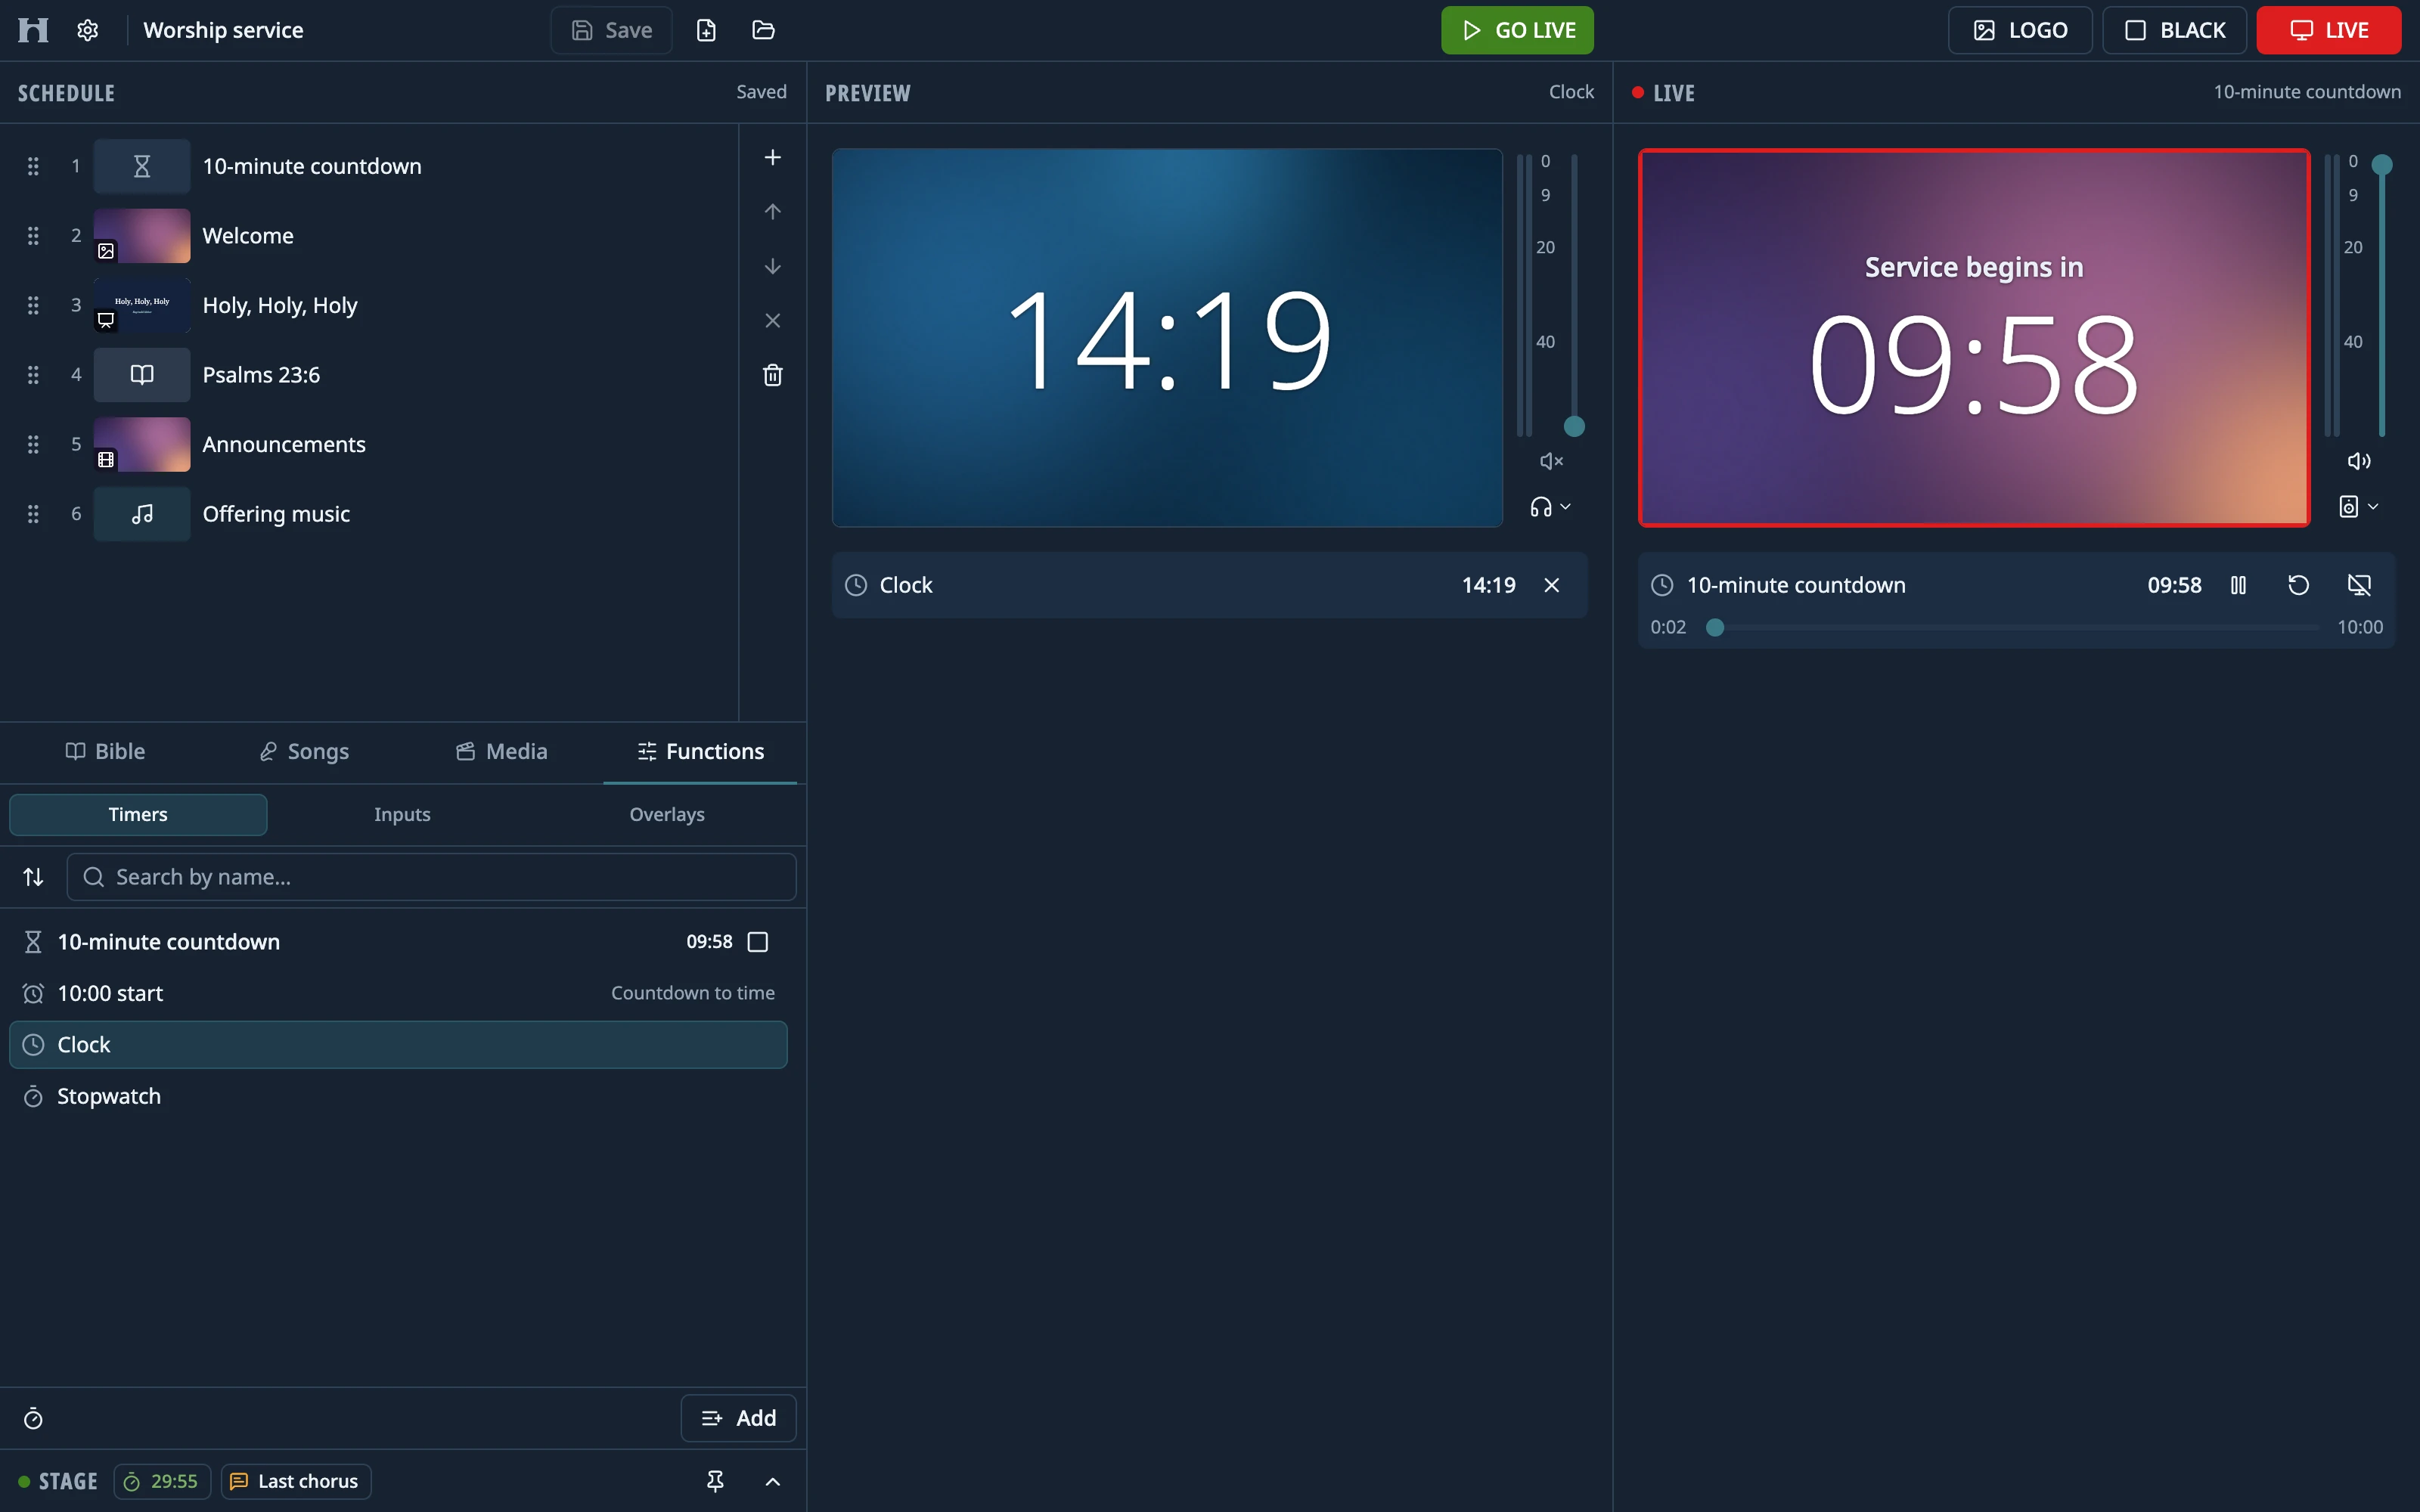 Worship service
Save
GO LIVE
LOGO
BLACK
LIVE
SCHEDULE
Saved
1 10-minute countdown
2 Welcome
3 Holy, Holy, Holy Holy, Holy, Holy
4 Psalms 23:6
5 Announcements
6 Offering music
Bible
Songs
Media
Functions
Timers
Inputs
Overlays
Search by name...
10-minute countdown 09:58
10:00 start Countdown to time
Clock
Stopwatch
Add
STAGE
29:55
Last chorus
PREVIEW
Clock
14:19
0
9
20
40
Clock 14:19
LIVE
10-minute countdown
Service begins in
09:58
0
9
20
40
10-minute countdown 09:58
0:02 10:00